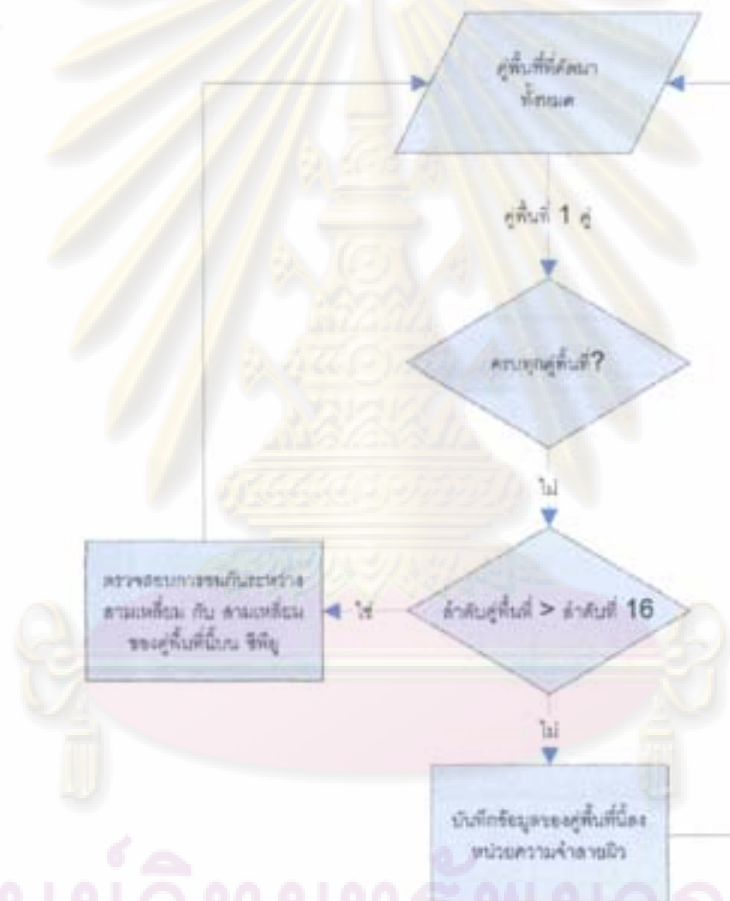 คู่พื้นที่ที่คัดมา
ทั้งหมด
คู่พื้นที่ 1 คู่
ครบทุกคู่พื้นที่?
ไม่
ลำดับคู่พื้นที่ > ลำดับที่ 16
ใช่
ตรวจสอบการชนกันระหว่าง
สามเหลี่ยม กับ สามเหลี่ยม
ของคู่พื้นที่นี้บน ซีพียู
ไม่
บันทึกข้อมูลของคู่พื้นที่นี้ลง
หน่วยความจำลายผิว